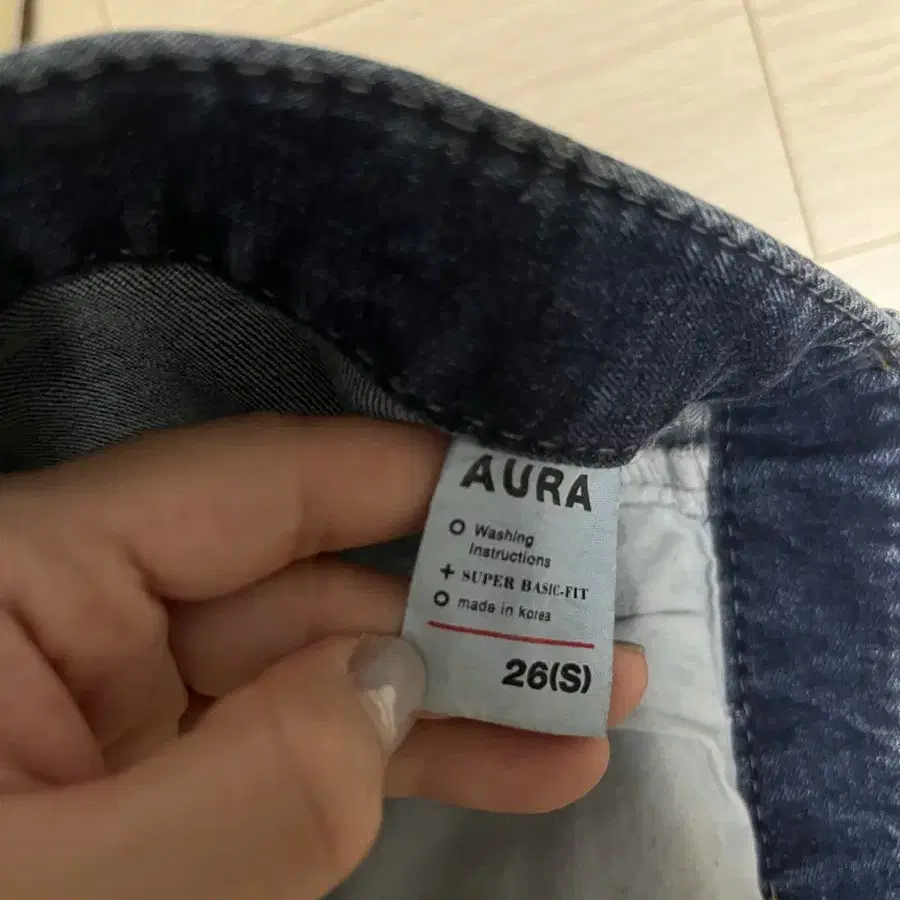 AURA
Washing
Instructions
+ SUPER BASIC-FIT
made in korea
26(S)